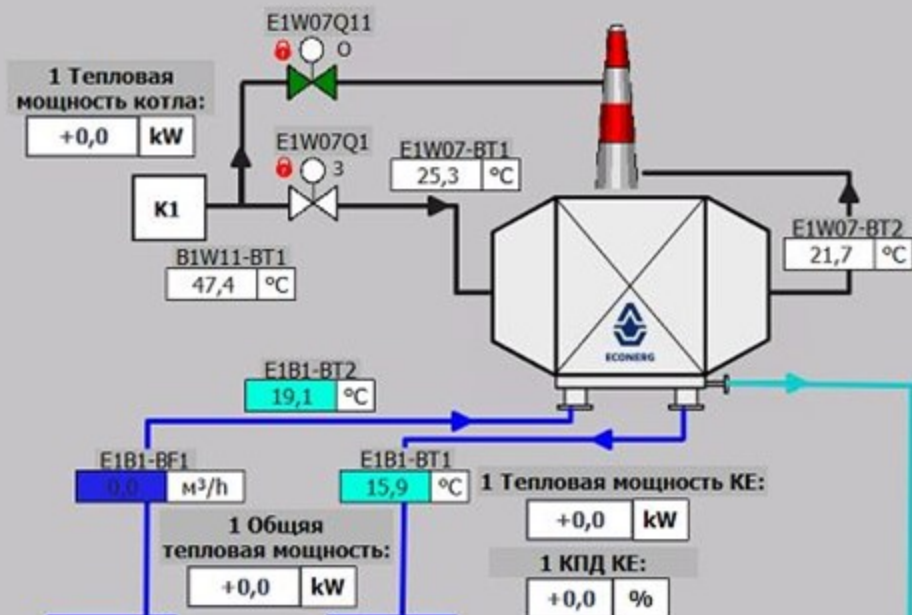 E1W07Q11
0
1 Тепловая
мощность котла:
+0,0 kW
E1W07Q1
3
E1W07-BT1
25,3 °C
K1
B1W11-BT1
47,4 °C
E1W07-BT2
21,7 °C
ECONERG
E1B1-BT2
19,1 °C
E1B1-BF1
0,0 м³/h
E1B1-BT1
15,9 °C
1 Тепловая мощность КЕ:
+0,0 kW
1 Общяя
тепловая мощность:
+0,0 kW
1 КПД КЕ:
+0,0 %